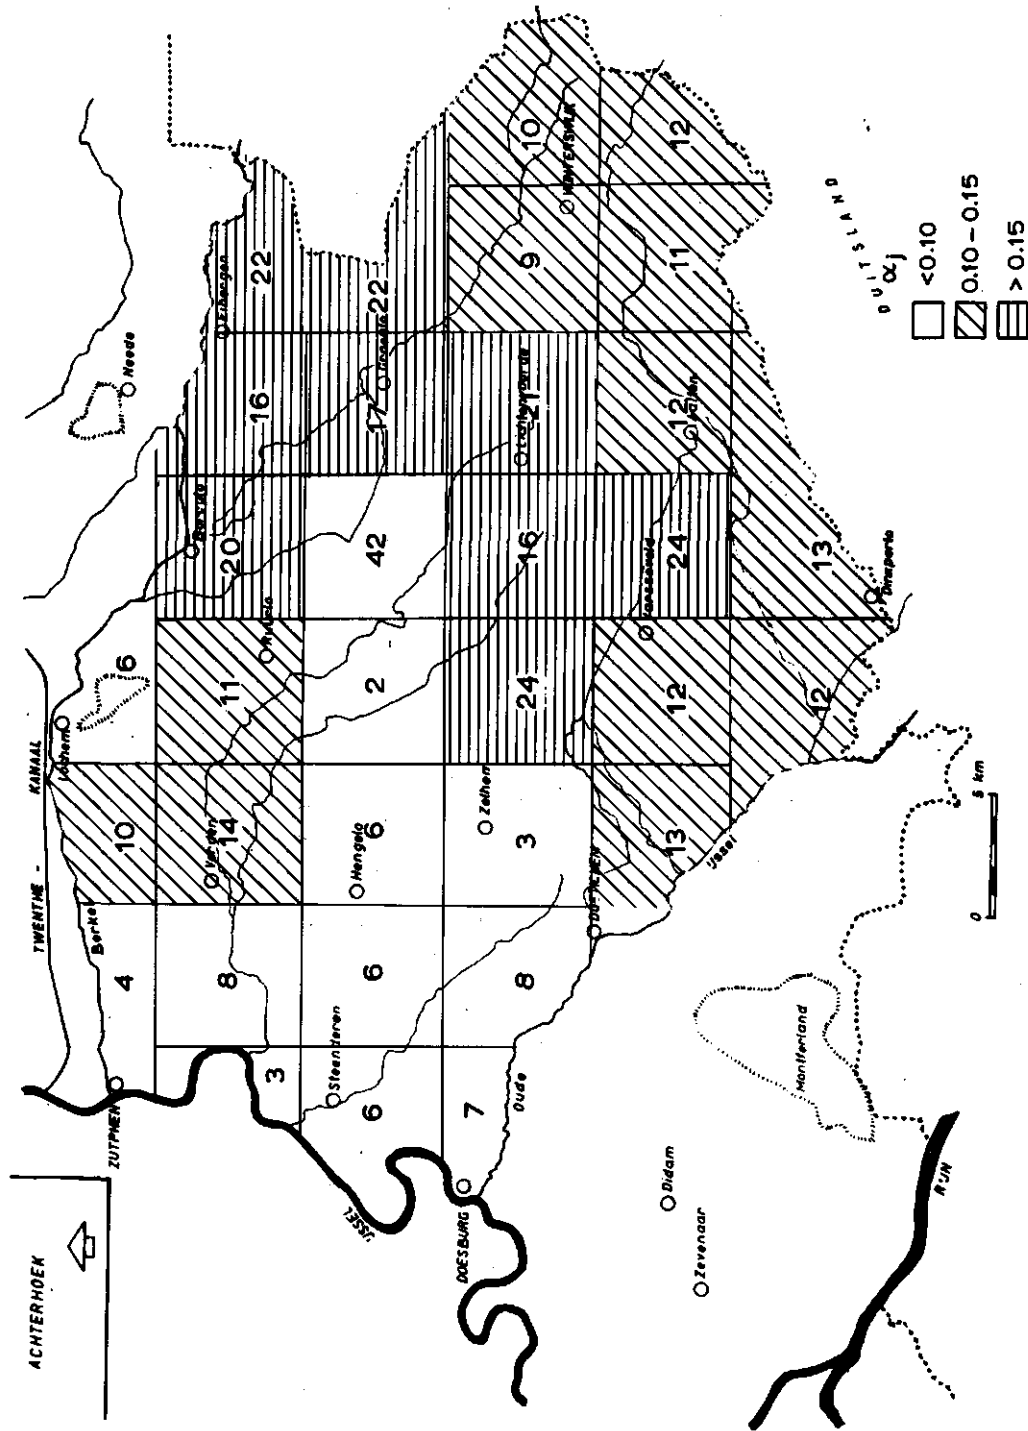 ACHTERHOEK
TWENTHE - KANAAL
Berkel
ZUTPHEN
Lochem
Neede
Eibergen
Borculo
Ruurlo
Vorden
Groenlo
Steenderen
Hengelo
Zelhem
Lichtenvoorde
WINTERSWIJK
IJSSEL
DOESBURG
Oude
IJssel
DOETINCHEM
Varsseveld
Aalten
Dinxperlo
Didam
Zevenaar
Montferland
RIJN
DUITSLAND
4
10
6
3
8
14
11
20
16
22
6
6
6
2
42
17
22
7
8
3
24
16
21
9
10
13
12
24
12
11
12
12
13
0 5 km
αj
<0.10
0.10-0.15
> 0.15